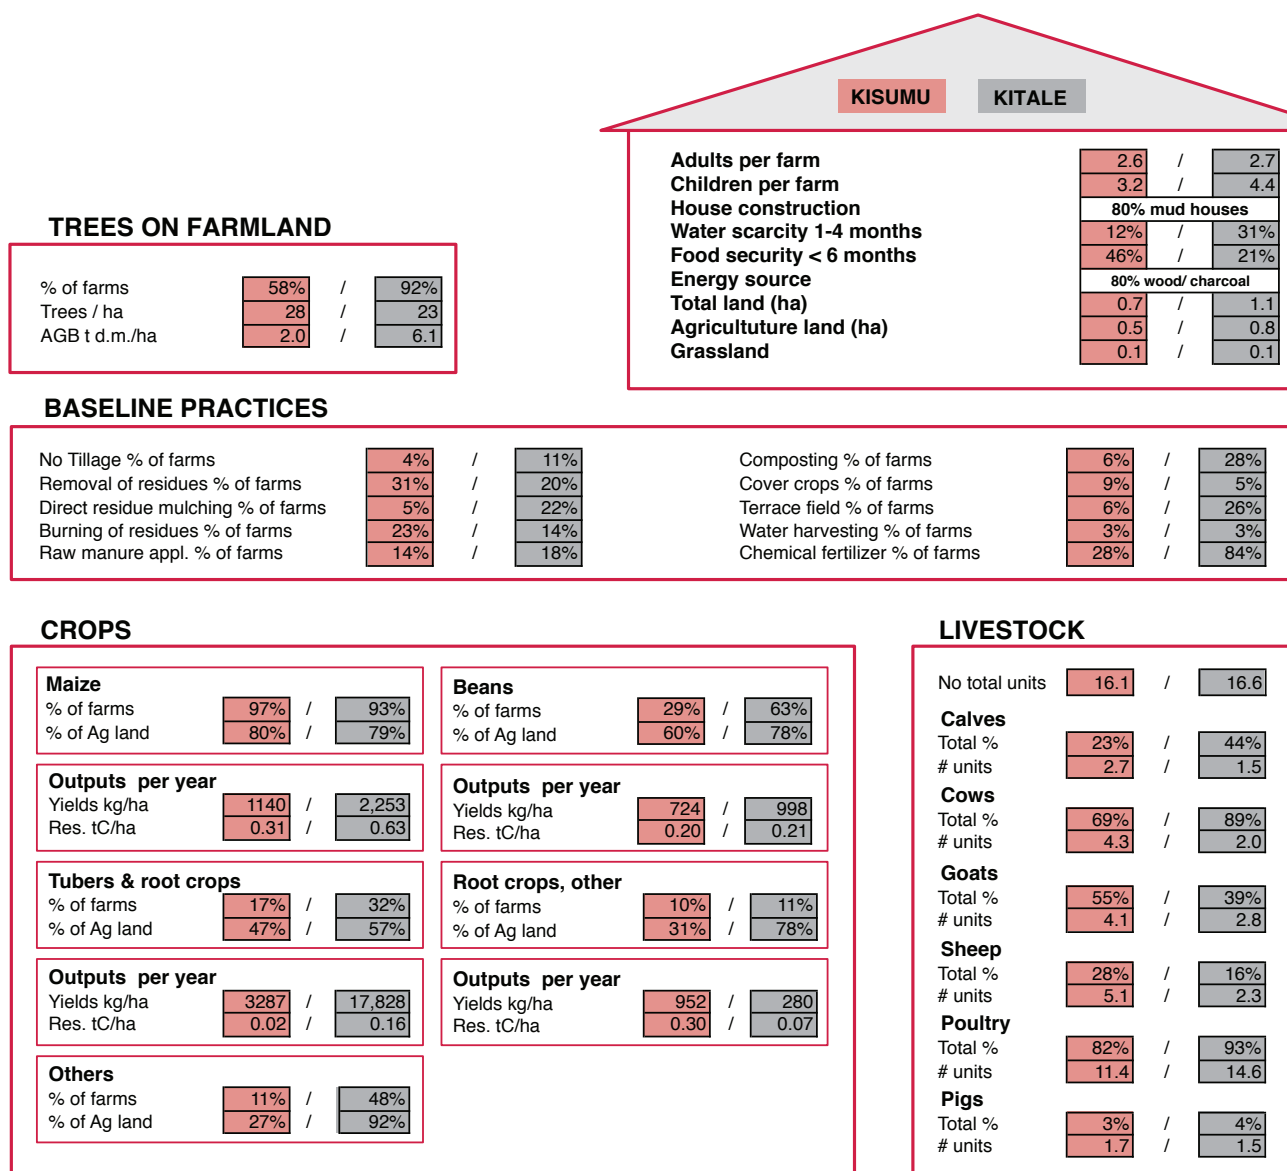 KISUMU KITALE
Adults per farm 2.6 / 2.7
Children per farm 3.2 / 4.4
House construction 80% mud houses
Water scarcity 1-4 months 12% / 31%
Food security < 6 months 46% / 21%
Energy source 80% wood/ charcoal
Total land (ha) 0.7 / 1.1
Agricultuture land (ha) 0.5 / 0.8
Grassland 0.1 / 0.1
TREES ON FARMLAND
% of farms 58% / 92%
Trees / ha 28 / 23
AGB t d.m./ha 2.0 / 6.1
BASELINE PRACTICES
No Tillage % of farms 4% / 11%
Removal of residues % of farms 31% / 20%
Direct residue mulching % of farms 5% / 22%
Burning of residues % of farms 23% / 14%
Raw manure appl. % of farms 14% / 18%
Composting % of farms 6% / 28%
Cover crops % of farms 9% / 5%
Terrace field % of farms 6% / 26%
Water harvesting % of farms 3% / 3%
Chemical fertilizer % of farms 28% / 84%
CROPS
Maize
% of farms 97% / 93%
% of Ag land 80% / 79%
Outputs per year
Yields kg/ha 1140 / 2,253
Res. tC/ha 0.31 / 0.63
Tubers & root crops
% of farms 17% / 32%
% of Ag land 47% / 57%
Outputs per year
Yields kg/ha 3287 / 17,828
Res. tC/ha 0.02 / 0.16
Others
% of farms 11% / 48%
% of Ag land 27% / 92%
Beans
% of farms 29% / 63%
% of Ag land 60% / 78%
Outputs per year
Yields kg/ha 724 / 998
Res. tC/ha 0.20 / 0.21
Root crops, other
% of farms 10% / 11%
% of Ag land 31% / 78%
Outputs per year
Yields kg/ha 952 / 280
Res. tC/ha 0.30 / 0.07
LIVESTOCK
No total units 16.1 / 16.6
Calves
Total % 23% / 44%
# units 2.7 / 1.5
Cows
Total % 69% / 89%
# units 4.3 / 2.0
Goats
Total % 55% / 39%
# units 4.1 / 2.8
Sheep
Total % 28% / 16%
# units 5.1 / 2.3
Poultry
Total % 82% / 93%
# units 11.4 / 14.6
Pigs
Total % 3% / 4%
# units 1.7 / 1.5